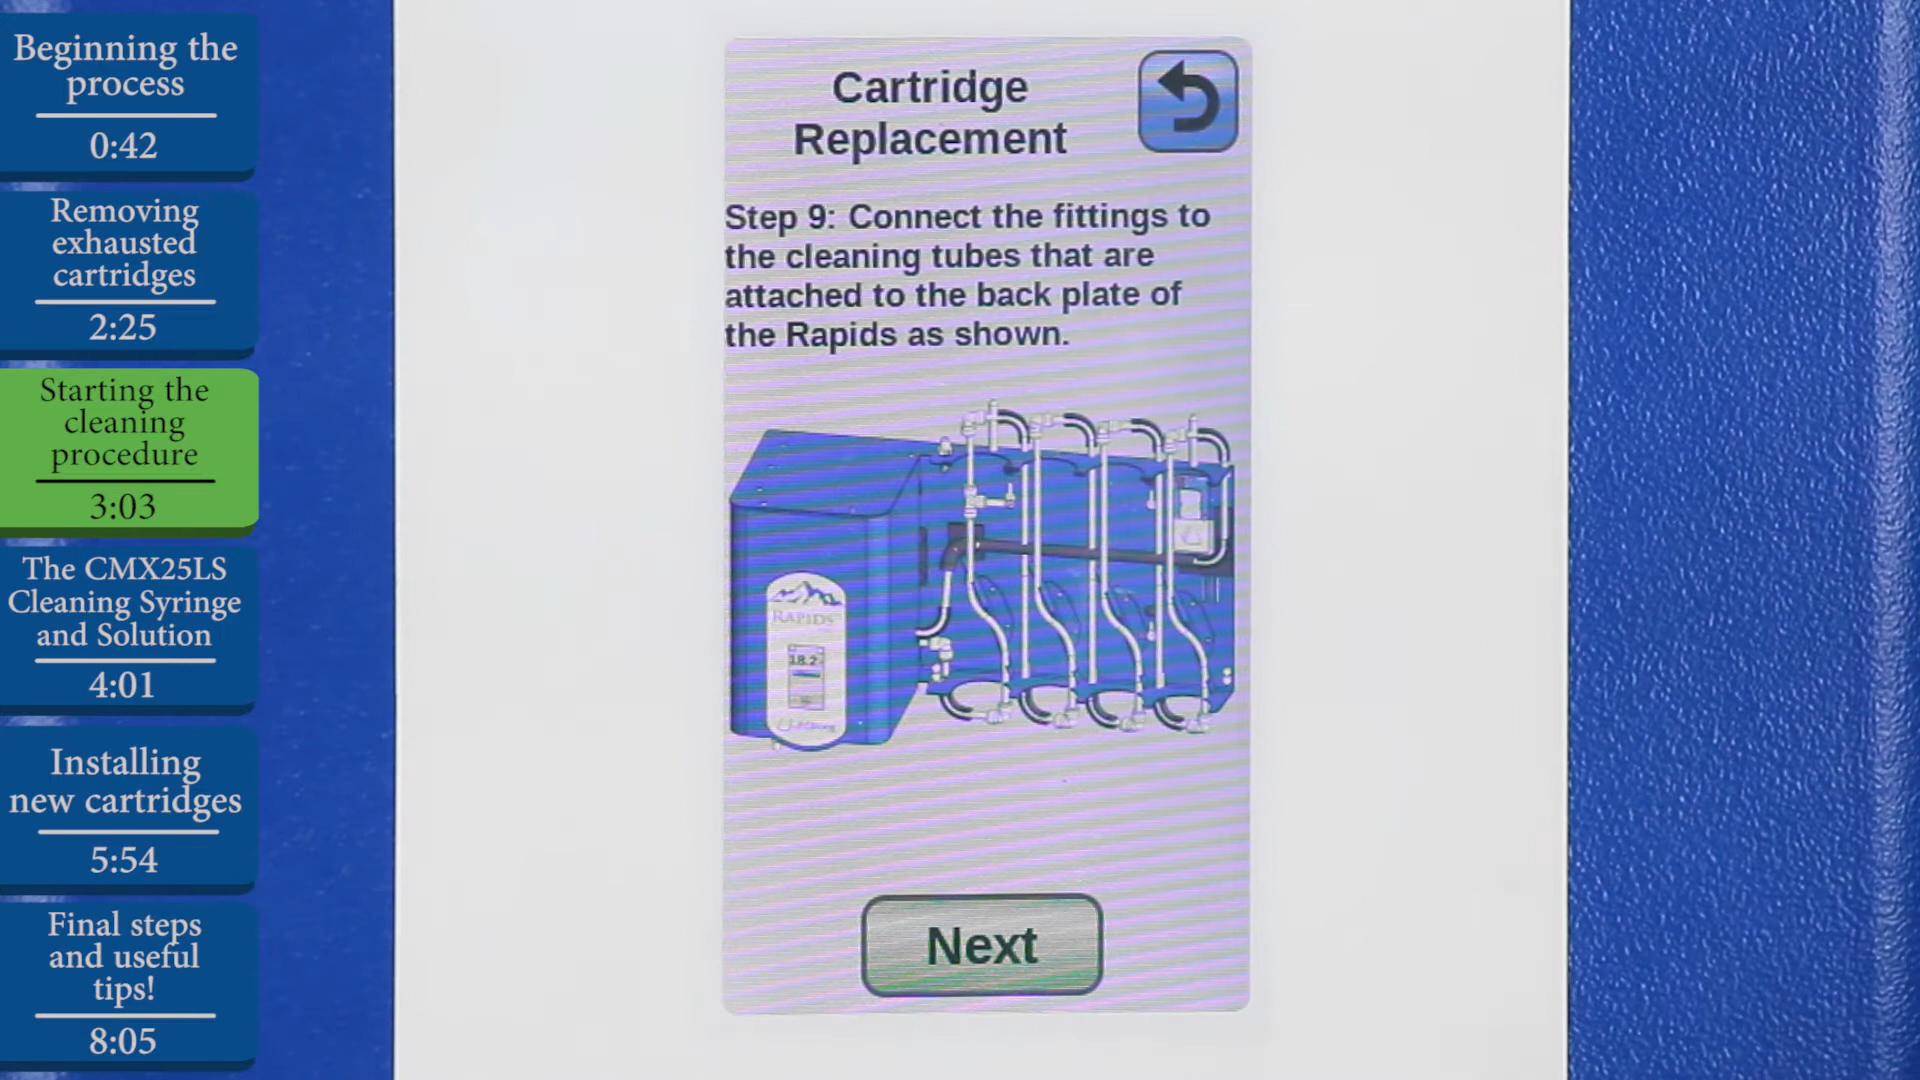 Beginning the
process
0:42
Removing
exhausted
cartridges
2:25
Starting the
cleaning
procedure
3:03
The CMX25LS
Cleaning Syringe
and Solution
4:01
Installing
new cartridges
5:54
Final steps
and useful
tips!
8:05
Cartridge
Replacement
Step 9: Connect the fittings to
the cleaning tubes that are
attached to the back plate of
the Rapids as shown.
RAPIDS
18.2
Next